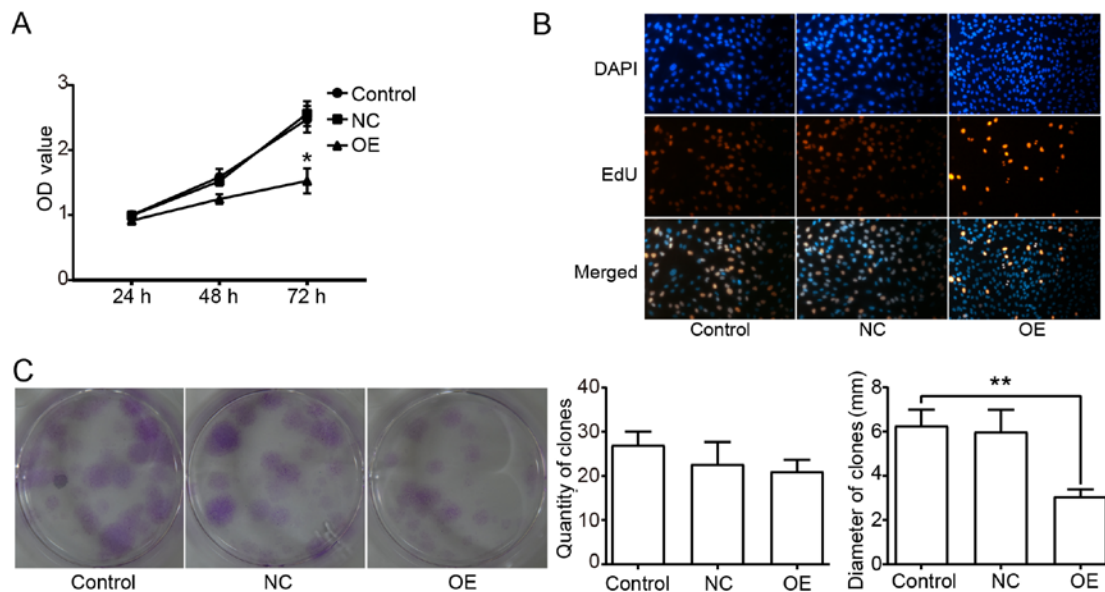 A
3
2
1
0
OD value
24 h 48 h 72 h
Control
NC
OE
*
B
DAPI
EdU
Merged
Control NC OE
C
Control NC OE
Quantity of clones
40
30
20
10
0
Control NC OE
Diameter of clones (mm)
8
6
4
2
0
**
Control NC OE